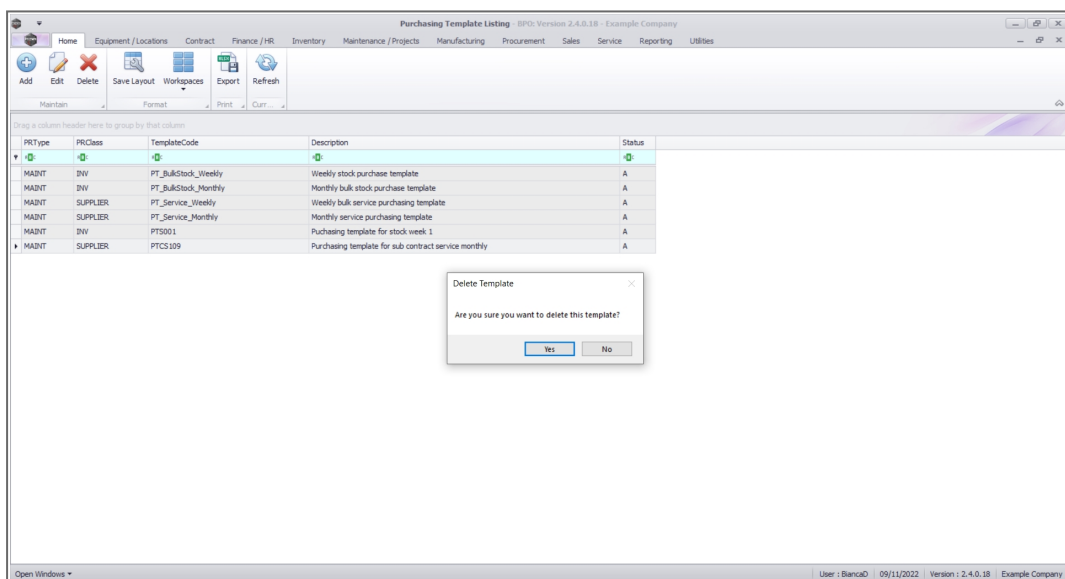 Purchasing Template Listing - BPO: Version 2.4.0.18 - Example Company
Home Equipment / Locations Contract Finance / HR Inventory Maintenance / Projects Manufacturing Procurement Sales Service Reporting Utilities
Add Edit Delete Save Layout Workspaces Export Refresh
Maintain Format Print Curr...
Drag a column header here to group by that column
PRType PRClass TemplateCode Description Status
MAINT INV PT_BulkStock_Weekly Weekly stock purchase template A
MAINT INV PT_BulkStock_Monthly Monthly bulk stock purchase template A
MAINT SUPPLIER PT_Service_Weekly Weekly bulk service purchasing template A
MAINT SUPPLIER PT_Service_Monthly Monthly service purchasing template A
MAINT INV PTS001 Puchasing template for stock week 1 A
MAINT SUPPLIER PTCS109 Purchasing template for sub contract service monthly A
Delete Template
Are you sure you want to delete this template?
Yes No
Open Windows User : BiancaD 09/11/2022 Version : 2.4.0.18 Example Company